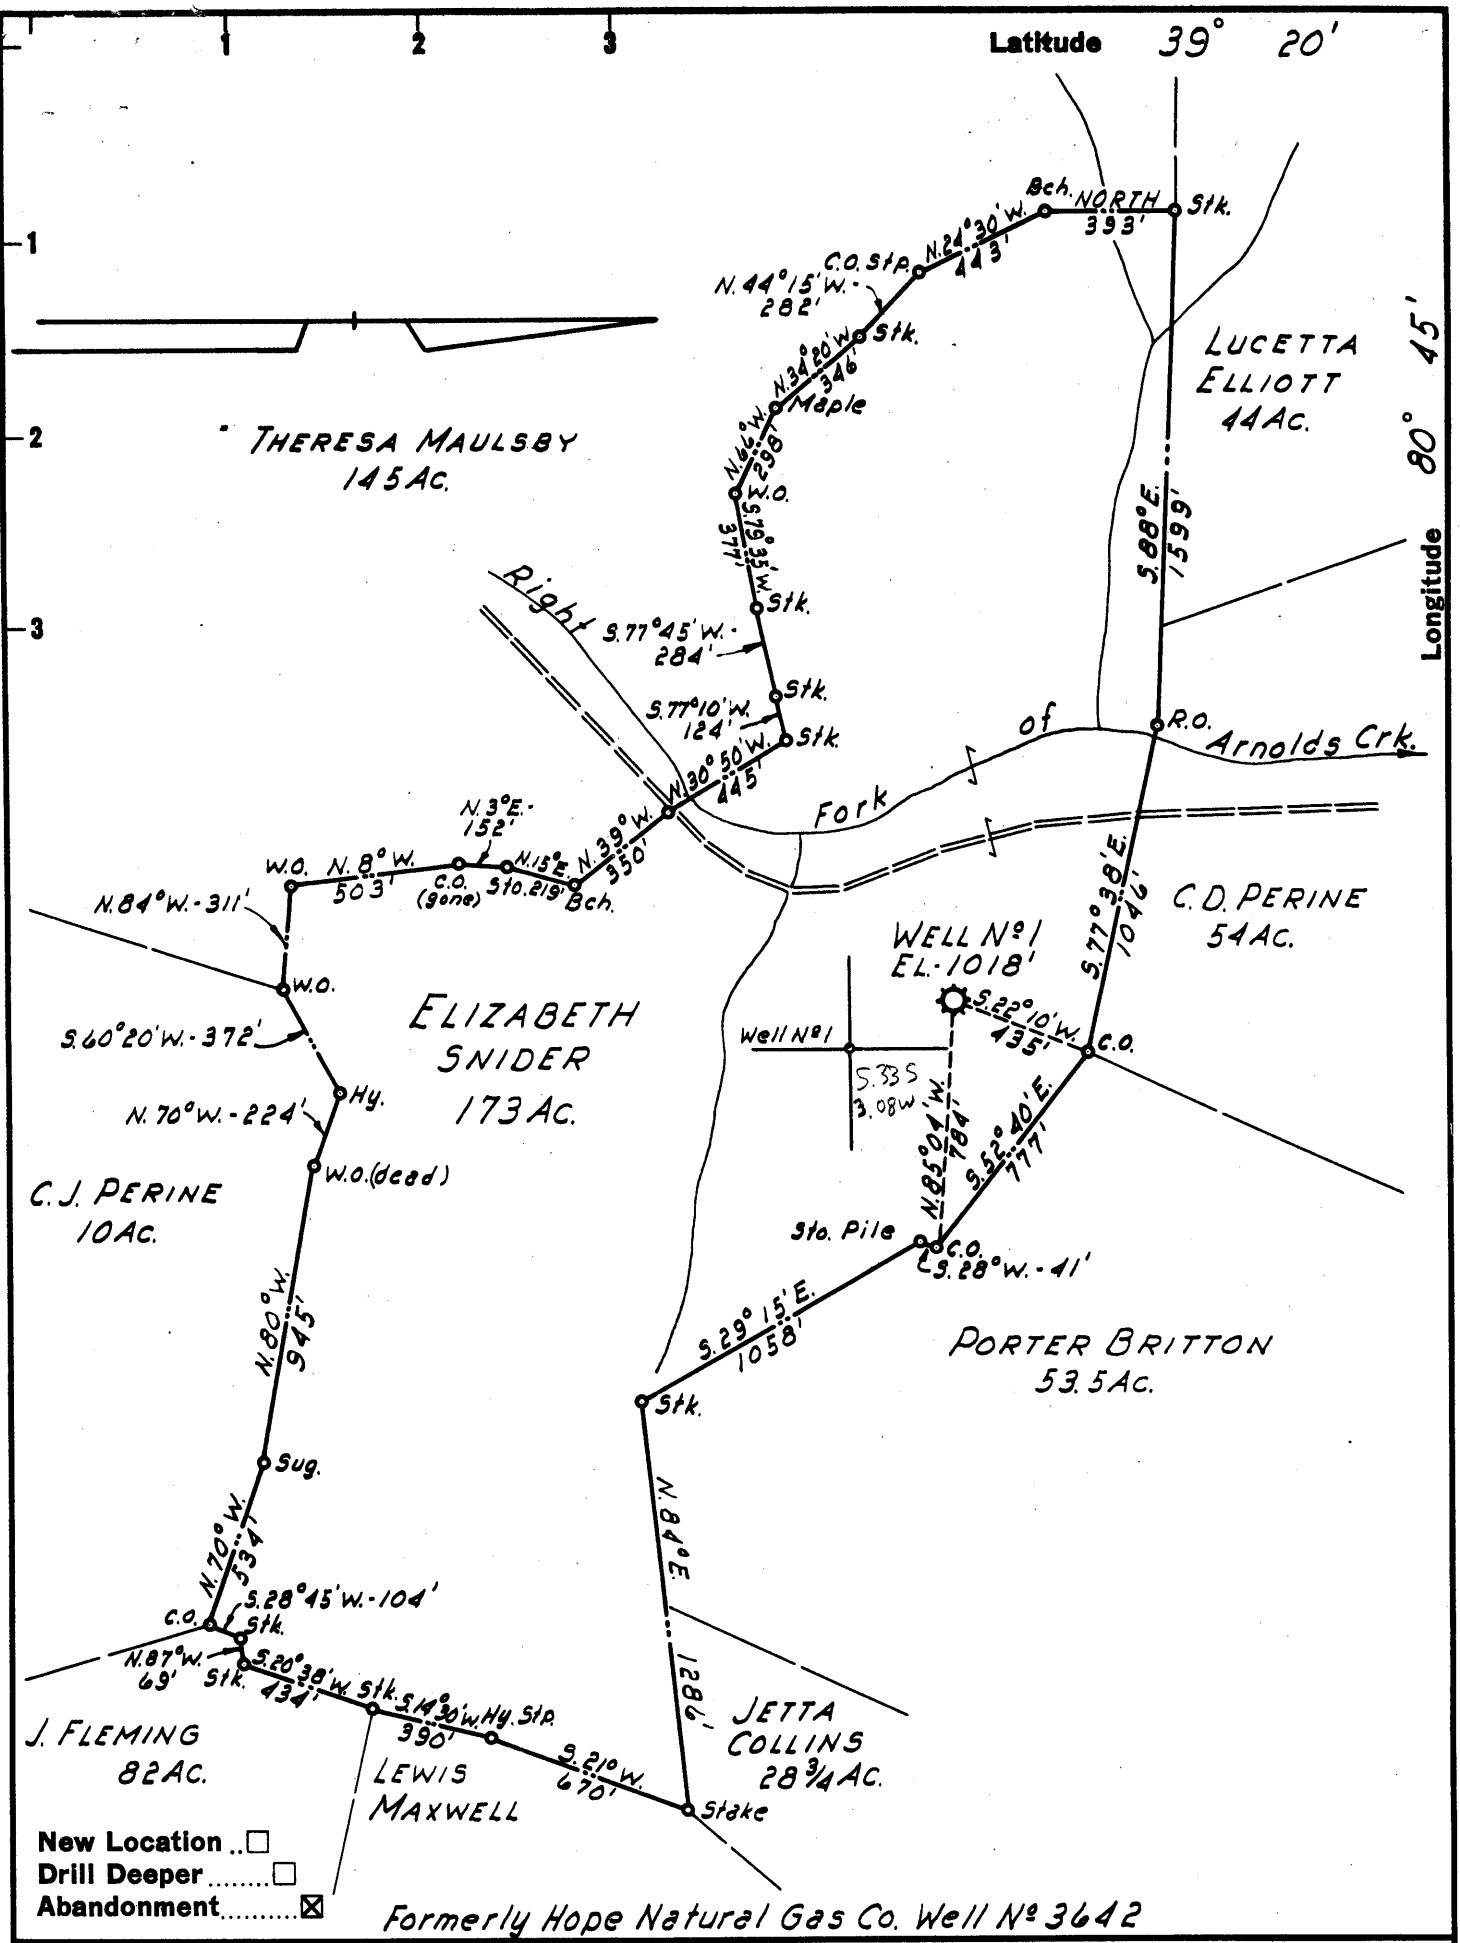 1
2
3
Latitude 39° 20'
1
2
3
Longitude 80° 45'
Bch.
NORTH
393'
Stk.
N.24°30'W.
443'
C.O. Stp.
N.44°15'W.-
282'
Stk.
N.34°20'W.
346'
Maple
N.66°W.
298'
W.O.
S.79°35'W.
377'
Stk.
S.77°45'W.-
284'
Stk.
S.77°10'W.
124'
Stk.
N.30°50'W.
445'
LUCETTA
ELLIOTT
44AC.
S.88°E.
1599'
THERESA MAULSBY
145AC.
Right Fork of Arnolds Crk.
R.O.
N.39°W.
350'
Bch.
N.15°E.
219'
Sto.
N.3°E.-
152'
C.O.
(gone)
N.8°W.
503'
W.O.
N.84°W.-311'
W.O.
S.60°20'W.-372'
Hy.
N.70°W.-224'
W.O.(dead)
C.J. PERINE
10AC.
ELIZABETH
SNIDER
173AC.
WELL Nº1
EL.-1018'
Well Nº1
5.33S
3.08W
S.22°10'W.
435'
C.O.
S.77°38'E.
1046'
C.D. PERINE
54AC.
N.85°04'W.
784'
S.52°40'E.
777'
Sto. Pile
C.O.
S.28°W.-41'
S.29°15'E.
1058'
Stk.
PORTER BRITTON
53.5AC.
N.80°W.
945'
Sug.
N.70°W.
534'
C.O.
S.28°45'W.-104'
Stk.
N.87°W.
69'
Stk.
S.20°38'W.
434'
Stk.
S.14°30'W.
390'
Hy. Stp.
S.21°W.
670'
Stake
N.84°E.
1286'
JETTA
COLLINS
28 3/4 AC.
J. FLEMING
82AC.
LEWIS
MAXWELL
New Location ..☐
Drill Deeper ........☐
Abandonment..........☒
Formerly Hope Natural Gas Co. Well Nº 3642